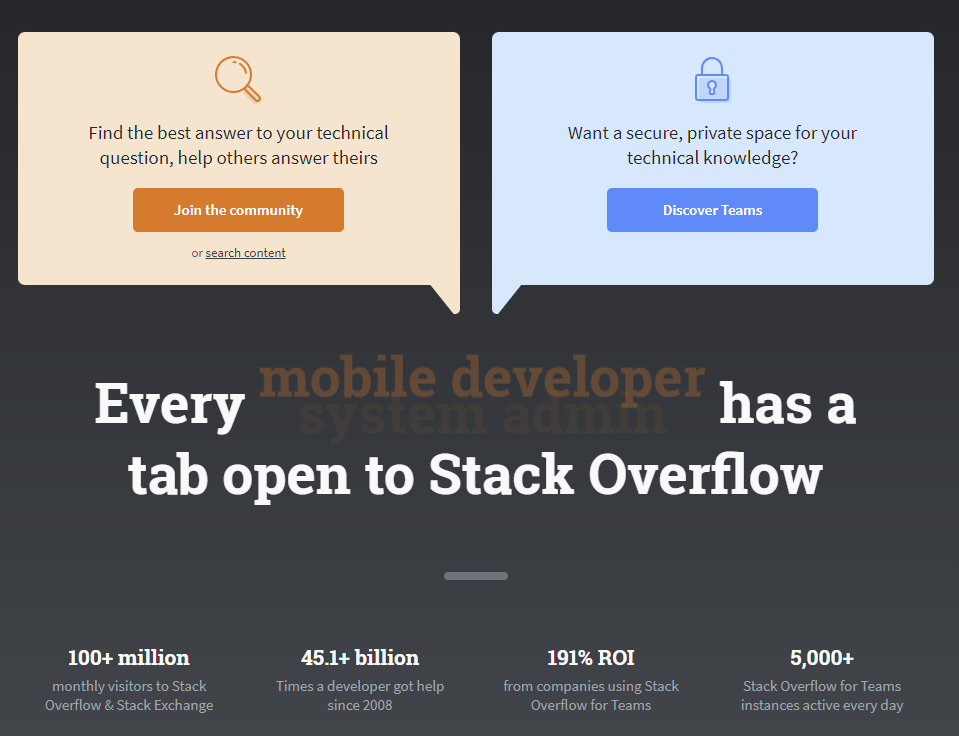 Find the best answer to your technical
question, help others answer theirs
Join the community
or search content
Want a secure, private space for your
technical knowledge?
Discover Teams
mobile developer
system admin
Every has a
tab open to Stack Overflow
100+ million
monthly visitors to Stack
Overflow & Stack Exchange
45.1+ billion
Times a developer got help
since 2008
191% ROI
from companies using Stack
Overflow for Teams
5,000+
Stack Overflow for Teams
instances active every day